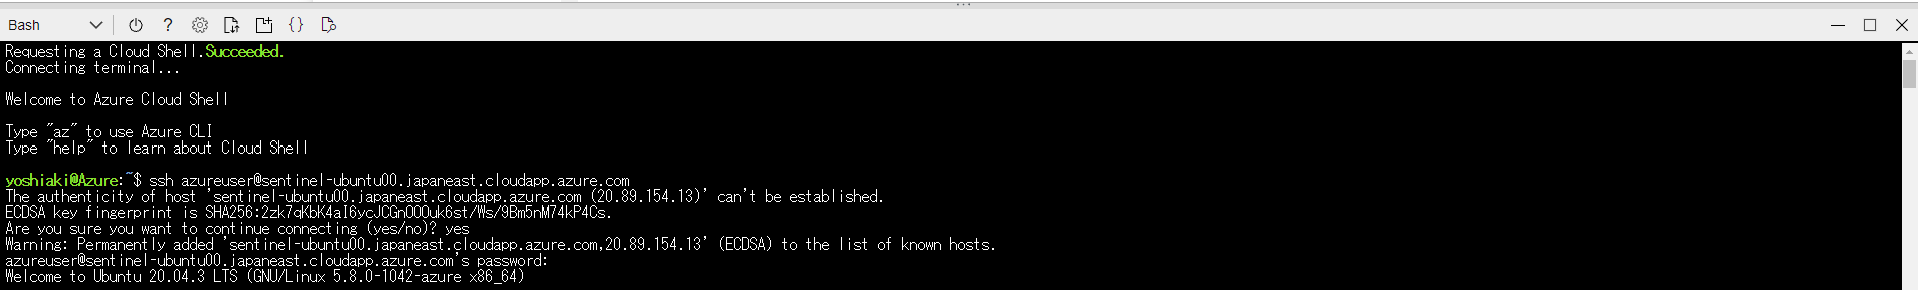 Bash
Requesting a Cloud Shell.Succeeded.
Connecting terminal...
Welcome to Azure Cloud Shell
Type "az" to use Azure CLI
Type "help" to learn about Cloud Shell
yoshiaki@Azure:~$ ssh azureuser@sentinel-ubuntu00.japaneast.cloudapp.azure.com
The authenticity of host 'sentinel-ubuntu00.japaneast.cloudapp.azure.com (20.89.154.13)' can't be established.
ECDSA key fingerprint is SHA256:2zk7qKbK4aI6ycJCGnOOOuk6st/Ws/9Bm5nM74kP4Cs.
Are you sure you want to continue connecting (yes/no)? yes
Warning: Permanently added 'sentinel-ubuntu00.japaneast.cloudapp.azure.com,20.89.154.13' (ECDSA) to the list of known hosts.
azureuser@sentinel-ubuntu00.japaneast.cloudapp.azure.com's password:
Welcome to Ubuntu 20.04.3 LTS (GNU/Linux 5.8.0-1042-azure x86_64)